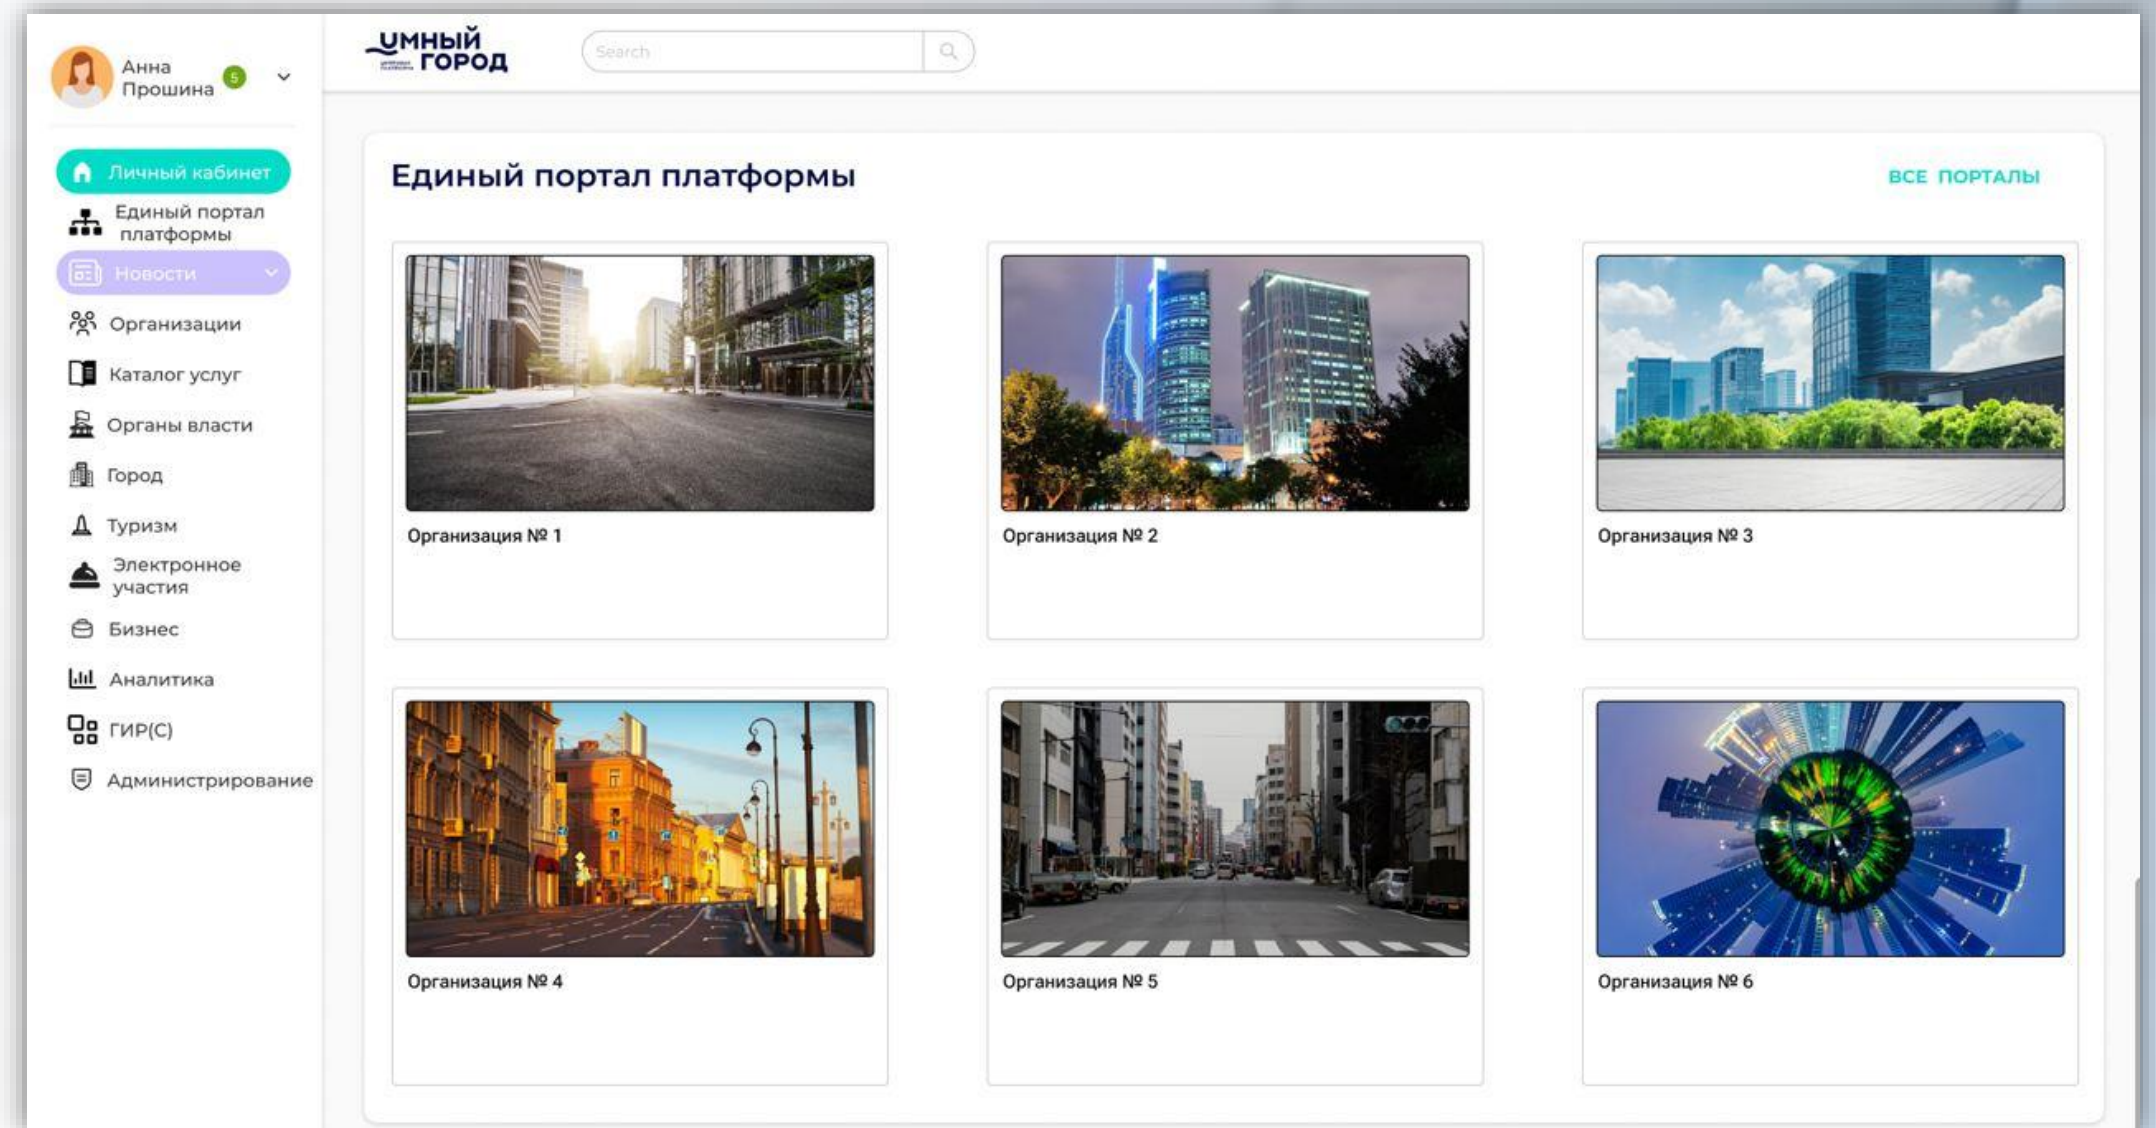 Анна
Прошина
5
Личный кабинет
Единый портал
платформы
Новости
Организации
Каталог услуг
Органы власти
Город
Туризм
Электронное
участия
Бизнес
Аналитика
ГИР(С)
Администрирование
УМНЫЙ
ГОРОД
Search
Единый портал платформы
ВСЕ ПОРТАЛЫ
Организация № 1
Организация № 2
Организация № 3
Организация № 4
Организация № 5
Организация № 6